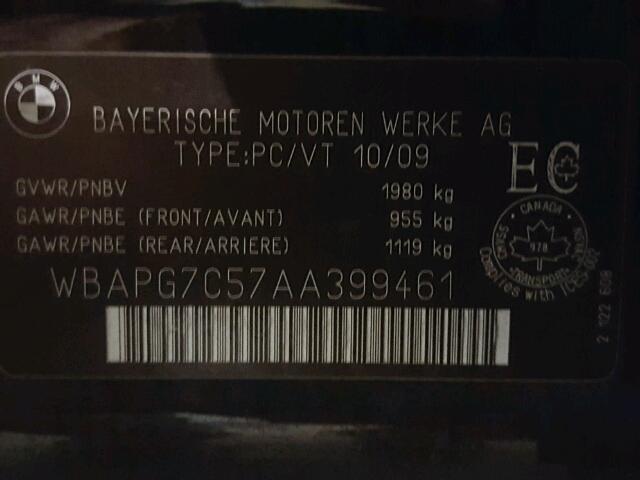 BMW
BAYERISCHE MOTOREN WERKE AG
TYPE:PC/VT 10/09
EC
GVWR/PNBV 1980 kg
GAWR/PNBE (FRONT/AVANT) 955 kg
GAWR/PNBE (REAR/ARRIERE) 1119 kg
CANADA
978
TRANSPORT
Complies with
WBAPG7C57AA399461
2 122 608